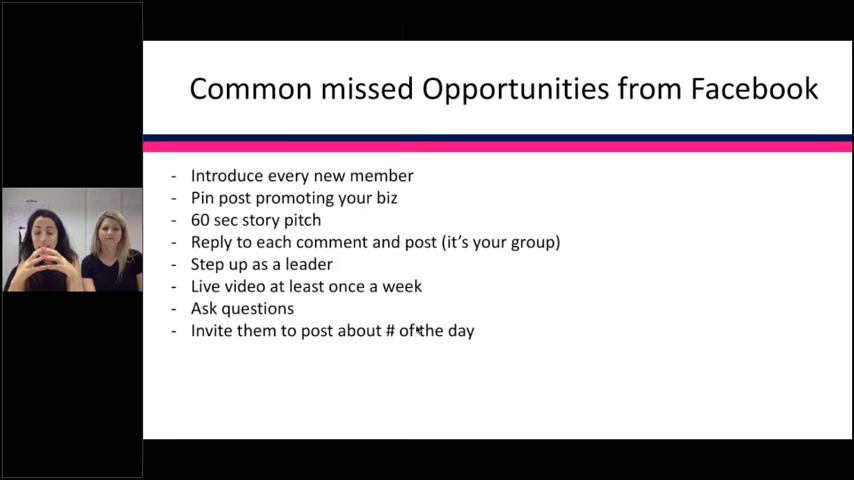 Common missed Opportunities from Facebook
- Introduce every new member
- Pin post promoting your biz
- 60 sec story pitch
- Reply to each comment and post (it's your group)
- Step up as a leader
- Live video at least once a week
- Ask questions
- Invite them to post about # of the day